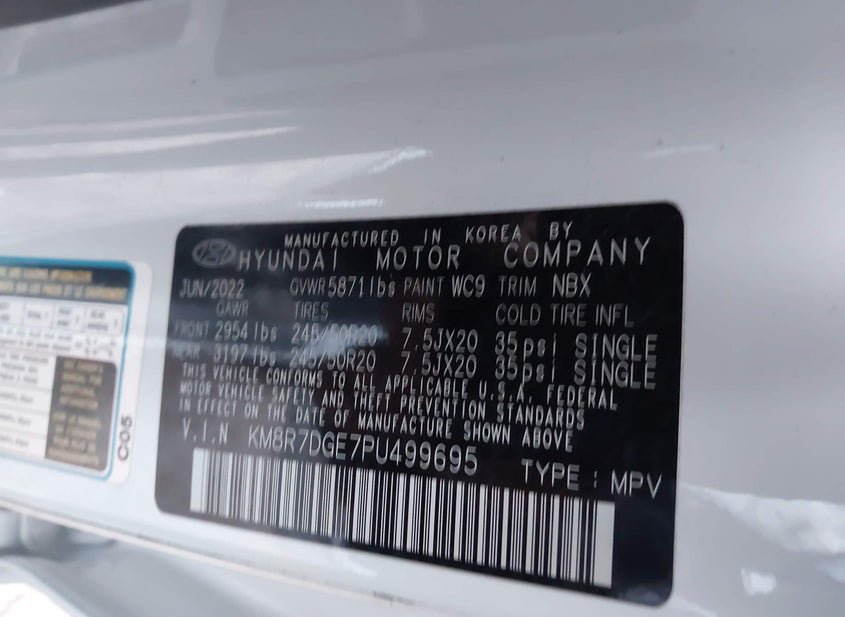 MANUFACTURED IN KOREA BY
HYUNDAI MOTOR COMPANY
JUN/2022 GVWR 5871lbs PAINT WC9 TRIM NBX
GAWR TIRES RIMS COLD TIRE INFL
FRONT 2954lbs 245/50R20 7.5JX20 35psi SINGLE
REAR 3197lbs 245/50R20 7.5JX20 35psi SINGLE
THIS VEHICLE CONFORMS TO ALL APPLICABLE U.S.A. FEDERAL
MOTOR VEHICLE SAFETY AND THEFT PREVENTION STANDARDS
IN EFFECT ON THE DATE OF MANUFACTURE SHOWN ABOVE
V.I.N KM8R7DGE7PU499695
TYPE : MPV
C05